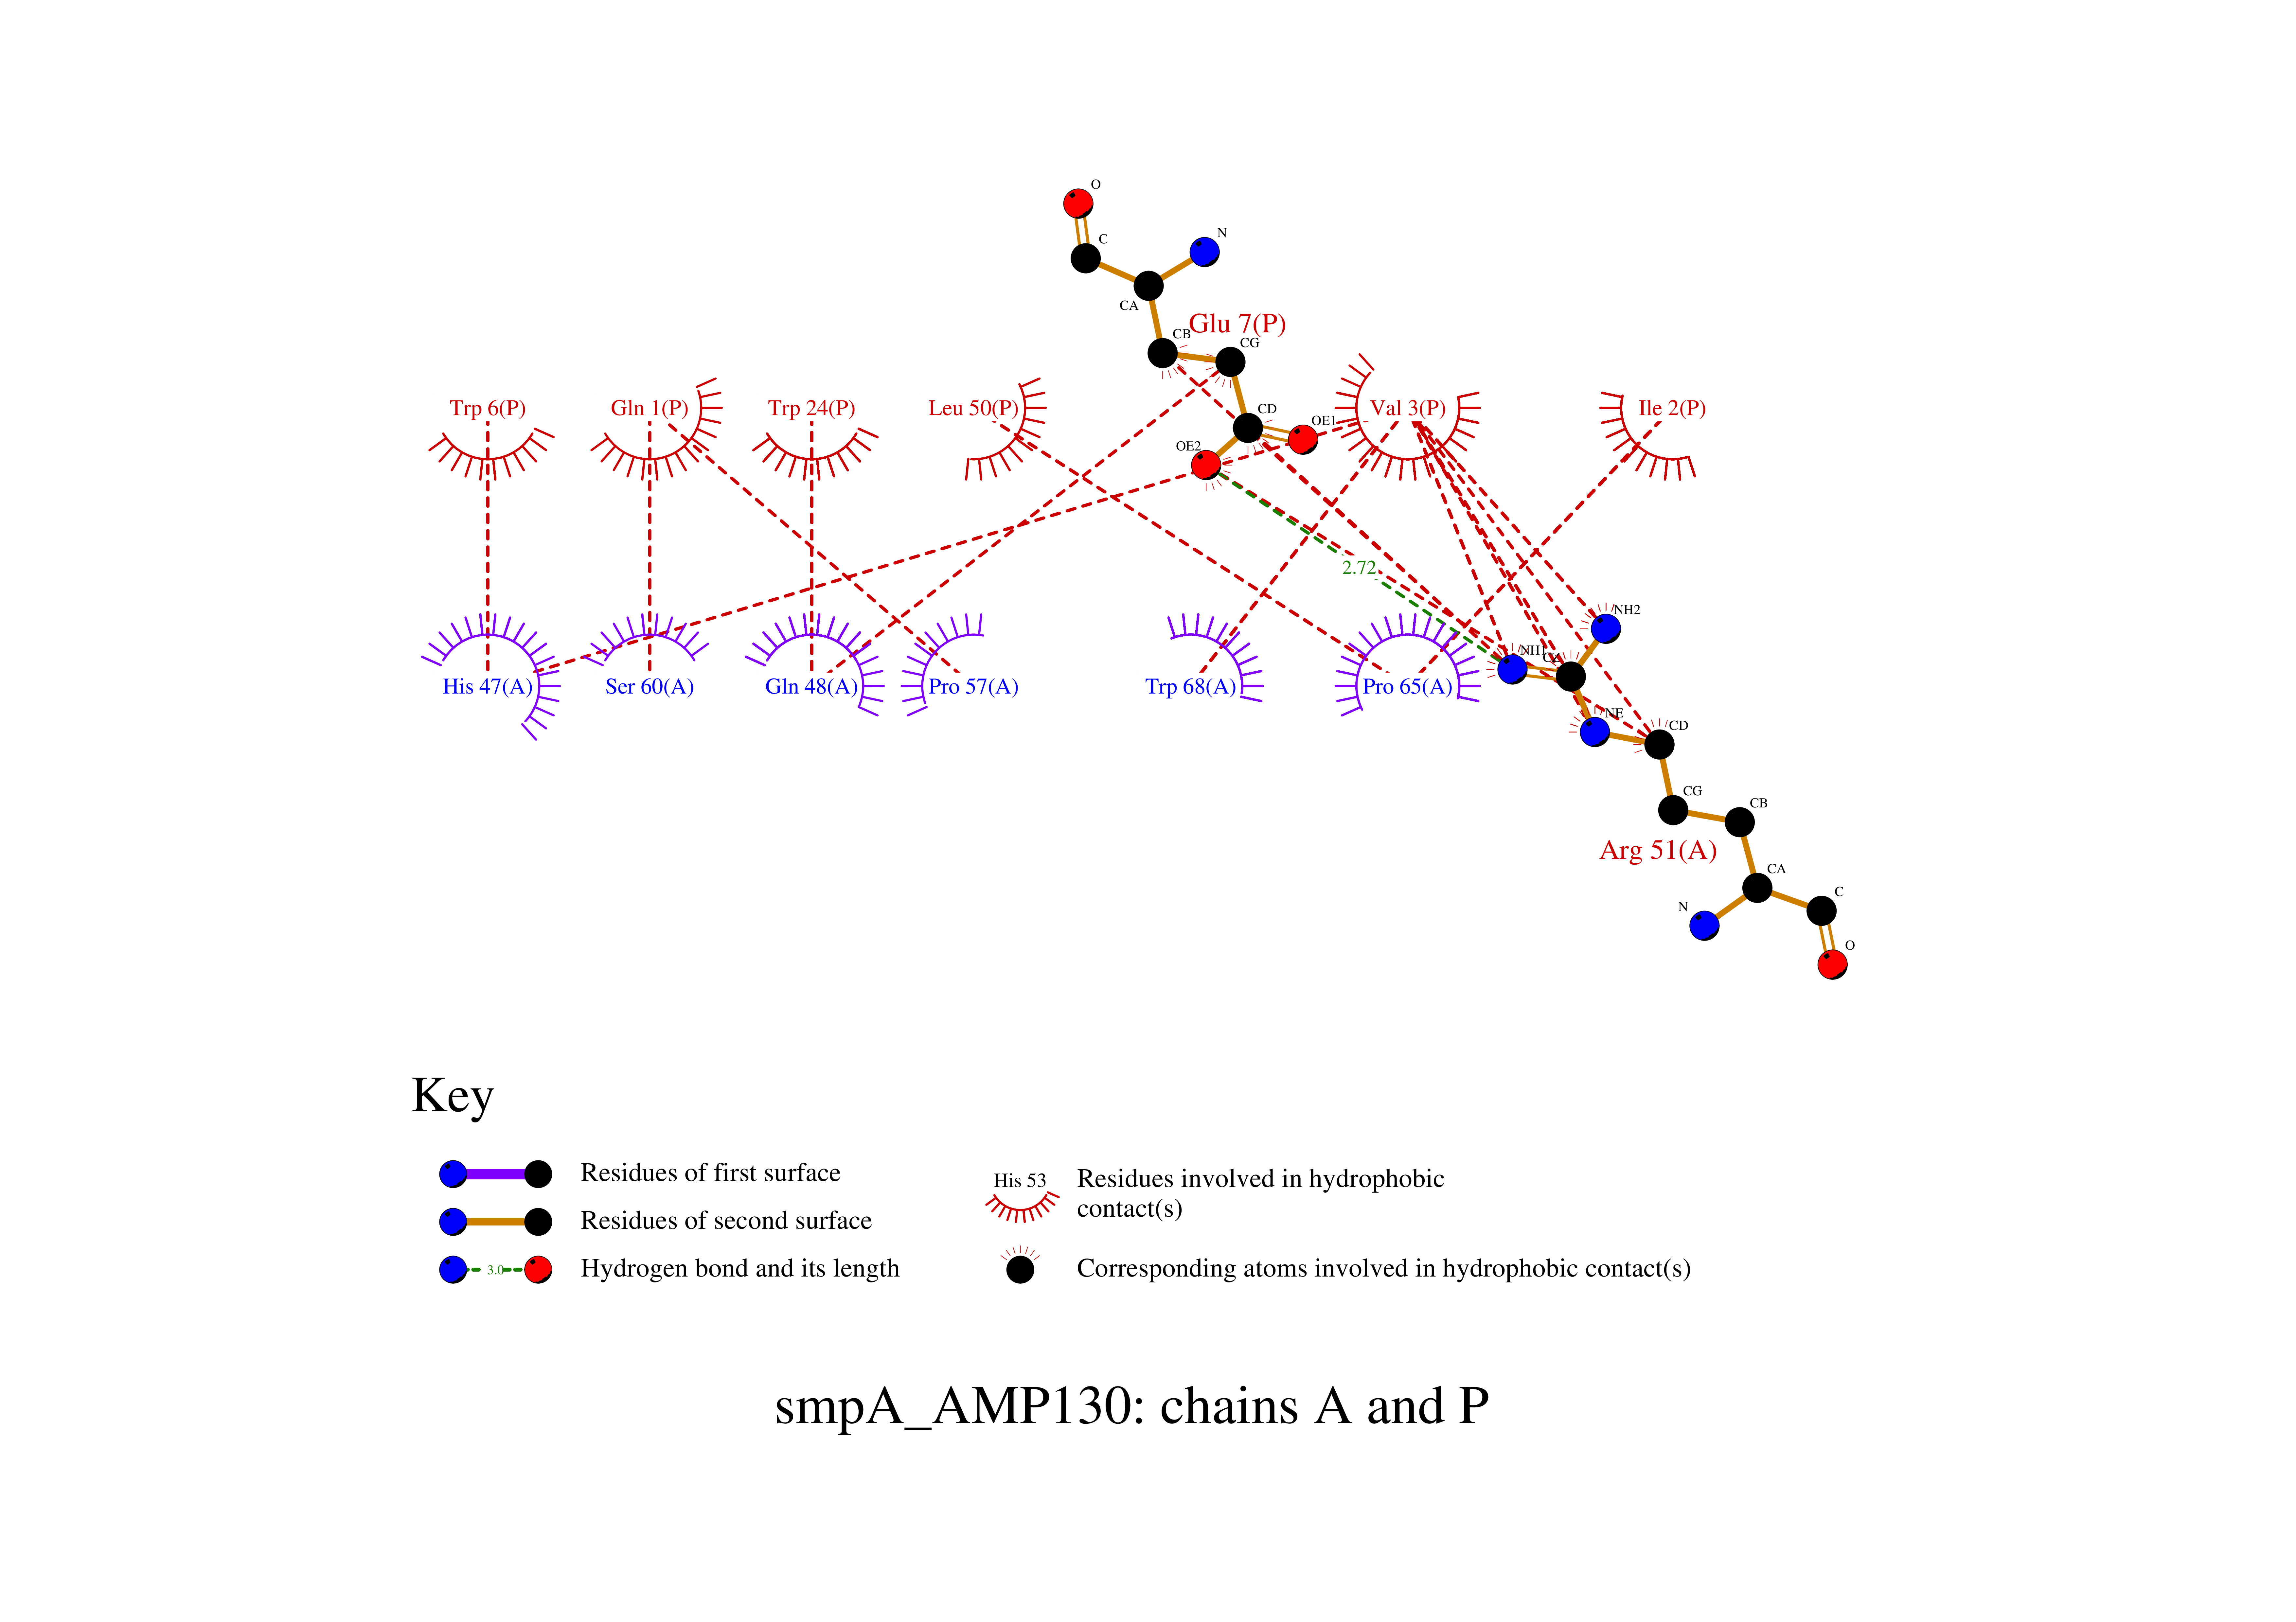 O
C
N
CA
Glu 7(P)
CB
CG
Trp 6(P) Gln 1(P) Trp 24(P) Leu 50(P) Val 3(P) Ile 2(P)
CD
OE1
OE2
2.72
NH2
NH1
CZ
His 47(A) Ser 60(A) Gln 48(A) Pro 57(A) Trp 68(A) Pro 65(A)
NE
CD
CG
CB
Arg 51(A)
CA
C
N
O
Key
Residues of first surface
Residues of second surface
3.0 Hydrogen bond and its length
His 53 Residues involved in hydrophobic
contact(s)
Corresponding atoms involved in hydrophobic contact(s)
smpA_AMP130: chains A and P